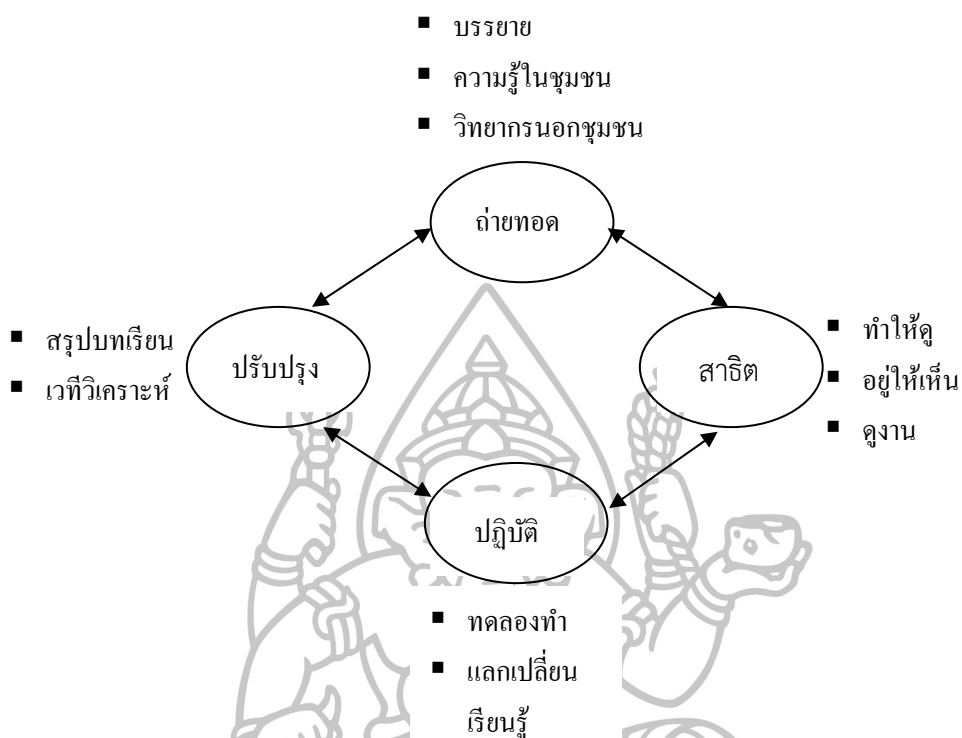 ▪ บรรยาย
▪ ความรู้ในชุมชน
▪ วิทยากรนอกชุมชน
ถ่ายทอด
▪ สรุปบทเรียน
▪ เวทีวิเคราะห์
ปรับปรุง
สาธิต
▪ ทำให้ดู
▪ อยู่ให้เห็น
▪ ดูงาน
ปฏิบัติ
▪ ทดลองทำ
▪ แลกเปลี่ยน
เรียนรู้